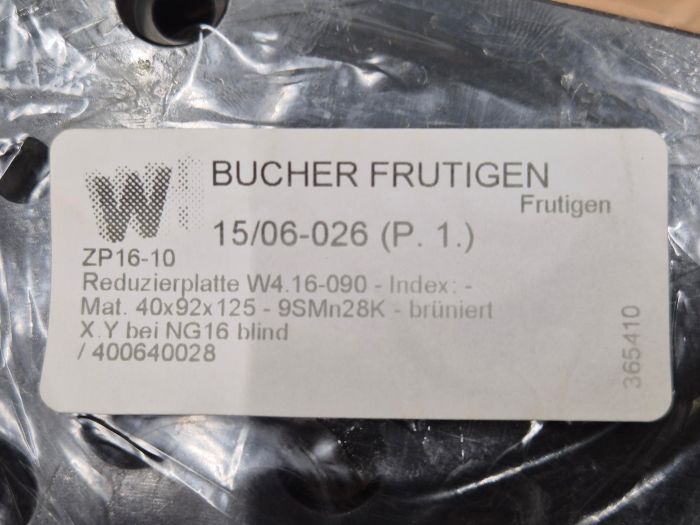 W
BUCHER FRUTIGEN
Frutigen
15/06-026 (P. 1.)
ZP16-10
Reduzierplatte W4.16-090 - Index: -
Mat. 40x92x125 - 9SMn28K - brüniert
X.Y bei NG16 blind
/ 400640028
365410